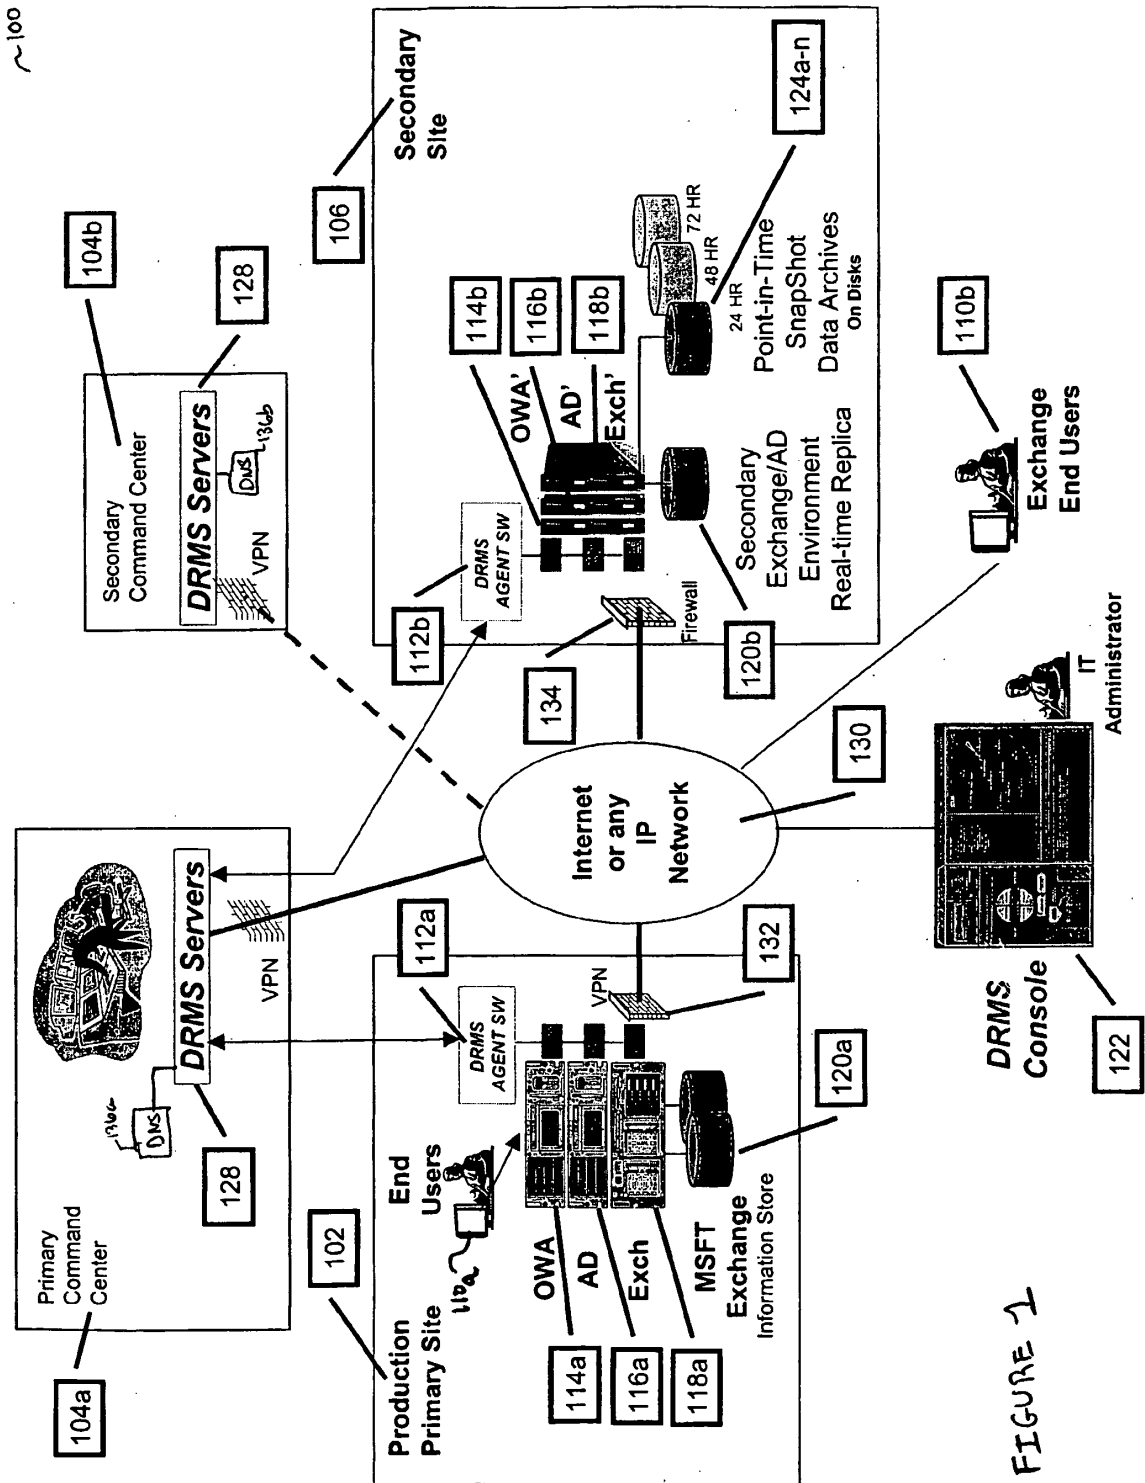 ~100
Primary
Command
Center
104a
128
136a
DNS
DRMS Servers
VPN
Secondary
Command Center
104b
DRMS Servers
128
DNS
136b
VPN
Production
Primary Site
102
End
Users
110a
112a
DRMS
AGENT SW
OWA
AD
Exch
114a
116a
118a
MSFT
Exchange
Information Store
120a
VPN
132
Internet
or any
IP
Network
130
Secondary
Site
106
112b
DRMS
AGENT SW
134
Firewall
114b
116b
118b
OWA'
AD'
Exch'
120b
Secondary
Exchange/AD
Environment
Real-time Replica
24 HR
48 HR
72 HR
Point-in-Time
SnapShot
Data Archives
On Disks
124a-n
110b
Exchange
End Users
DRMS
Console
122
IT
Administrator
FIGURE 1